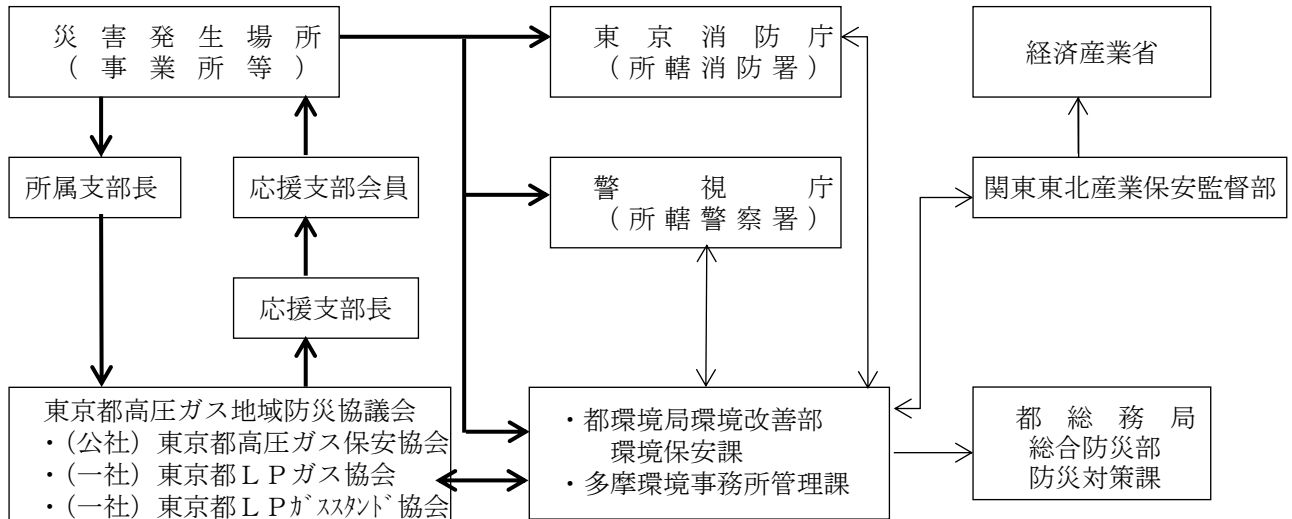 災害発生場所
（事業所等）
東京消防庁
（所轄消防署）
経済産業省
所属支部長
応援支部会員
警視庁
（所轄警察署）
関東東北産業保安監督部
応援支部長
東京都高圧ガス地域防災協議会
・（公社）東京都高圧ガス保安協会
・（一社）東京都ＬＰガス協会
・（一社）東京都ＬＰｶﾞｽｽﾀﾝﾄﾞ協会
・都環境局環境改善部
環境保安課
・多摩環境事務所管理課
都総務局
総合防災部
防災対策課